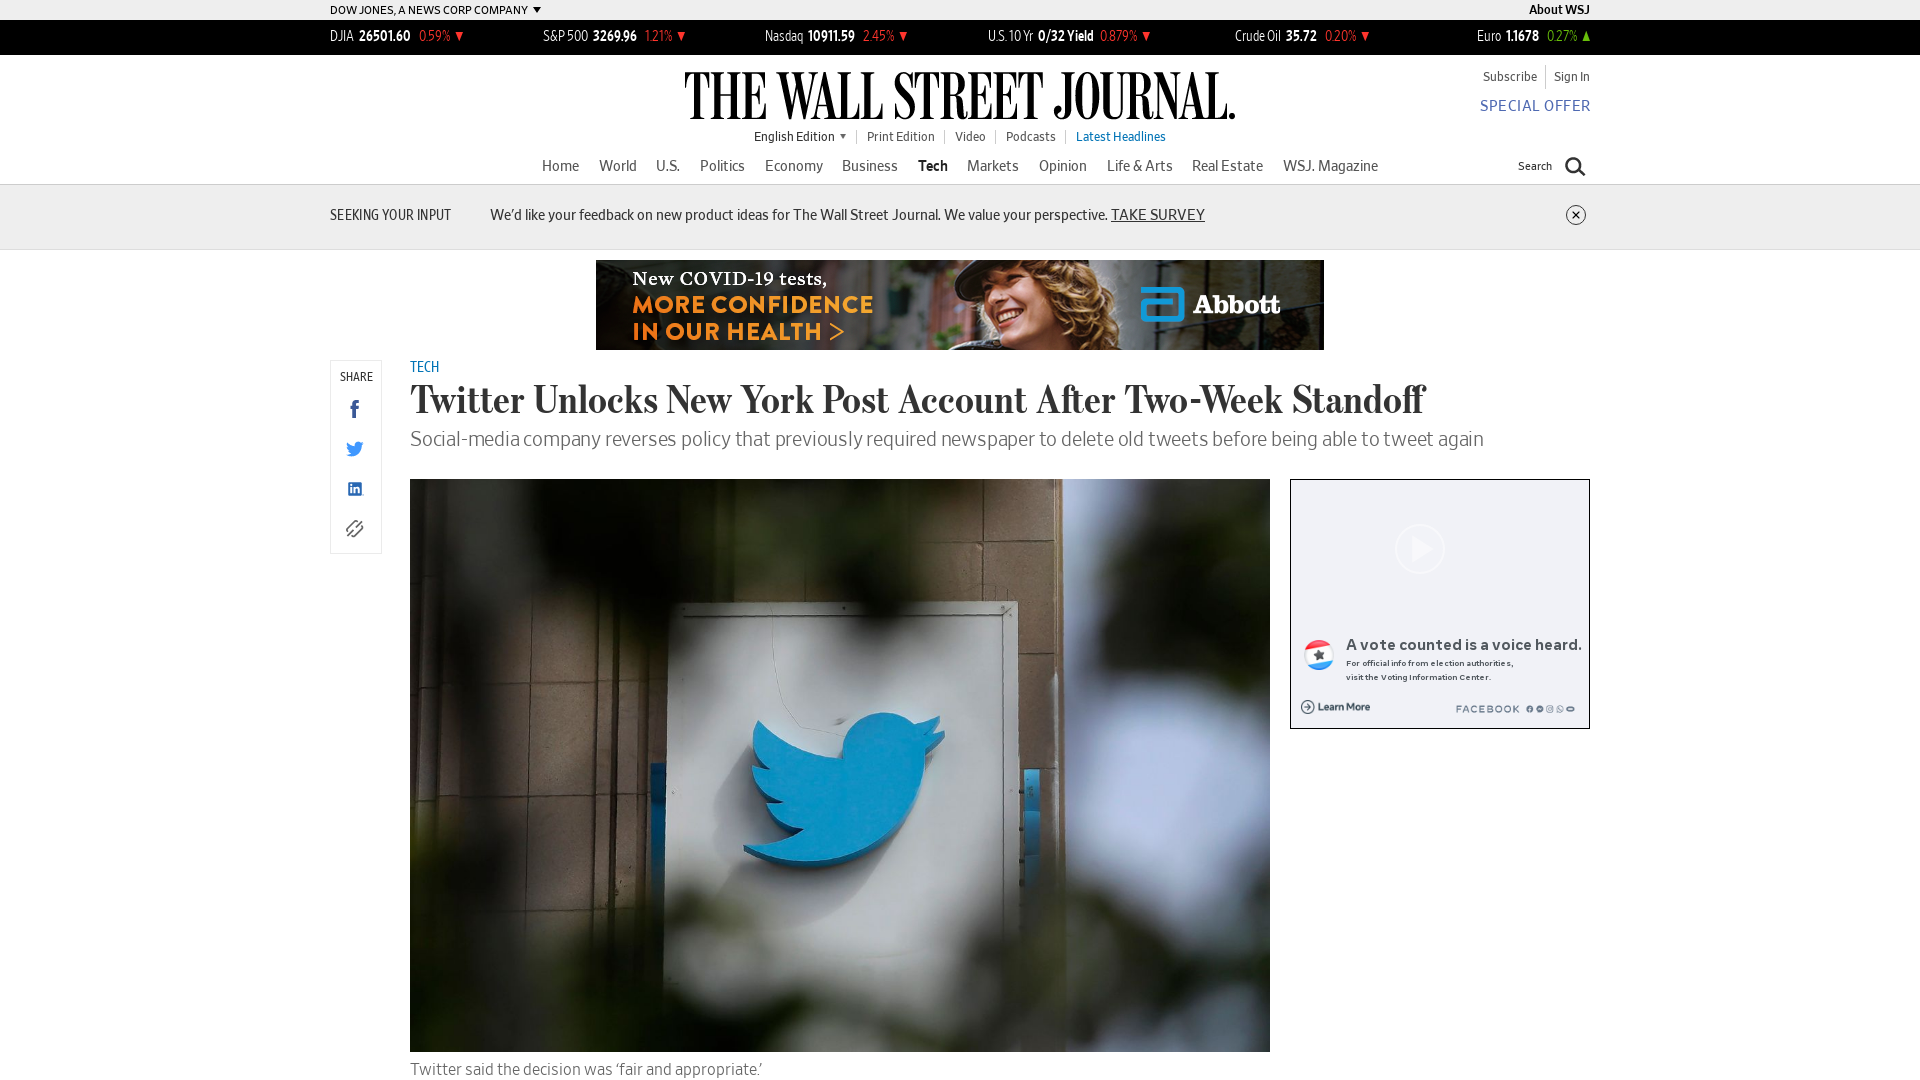 DOW JONES, A NEWS CORP COMPANY
About WSJ
DJIA 26501.60 0.59%
S&P 500 3269.96 1.21%
Nasdaq 10911.59 2.45%
U.S. 10 Yr 0/32 Yield 0.879%
Crude Oil 35.72 0.20%
Euro 1.1678 0.27%
THE WALL STREET JOURNAL.
Subscribe
Sign In
SPECIAL OFFER
English Edition
Print Edition
Video
Podcasts
Latest Headlines
Home World U.S. Politics Economy Business Tech Markets Opinion Life & Arts Real Estate WSJ. Magazine
Search
SEEKING YOUR INPUT
We’d like your feedback on new product ideas for The Wall Street Journal. We value your perspective. TAKE SURVEY
New COVID-19 tests,
MORE CONFIDENCE
IN OUR HEALTH >
Abbott
SHARE
TECH
Twitter Unlocks New York Post Account After Two-Week Standoff
Social-media company reverses policy that previously required newspaper to delete old tweets before being able to tweet again
A vote counted is a voice heard.
For official info from election authorities,
visit the Voting Information Center.
Learn More
FACEBOOK
Twitter said the decision was ‘fair and appropriate.’